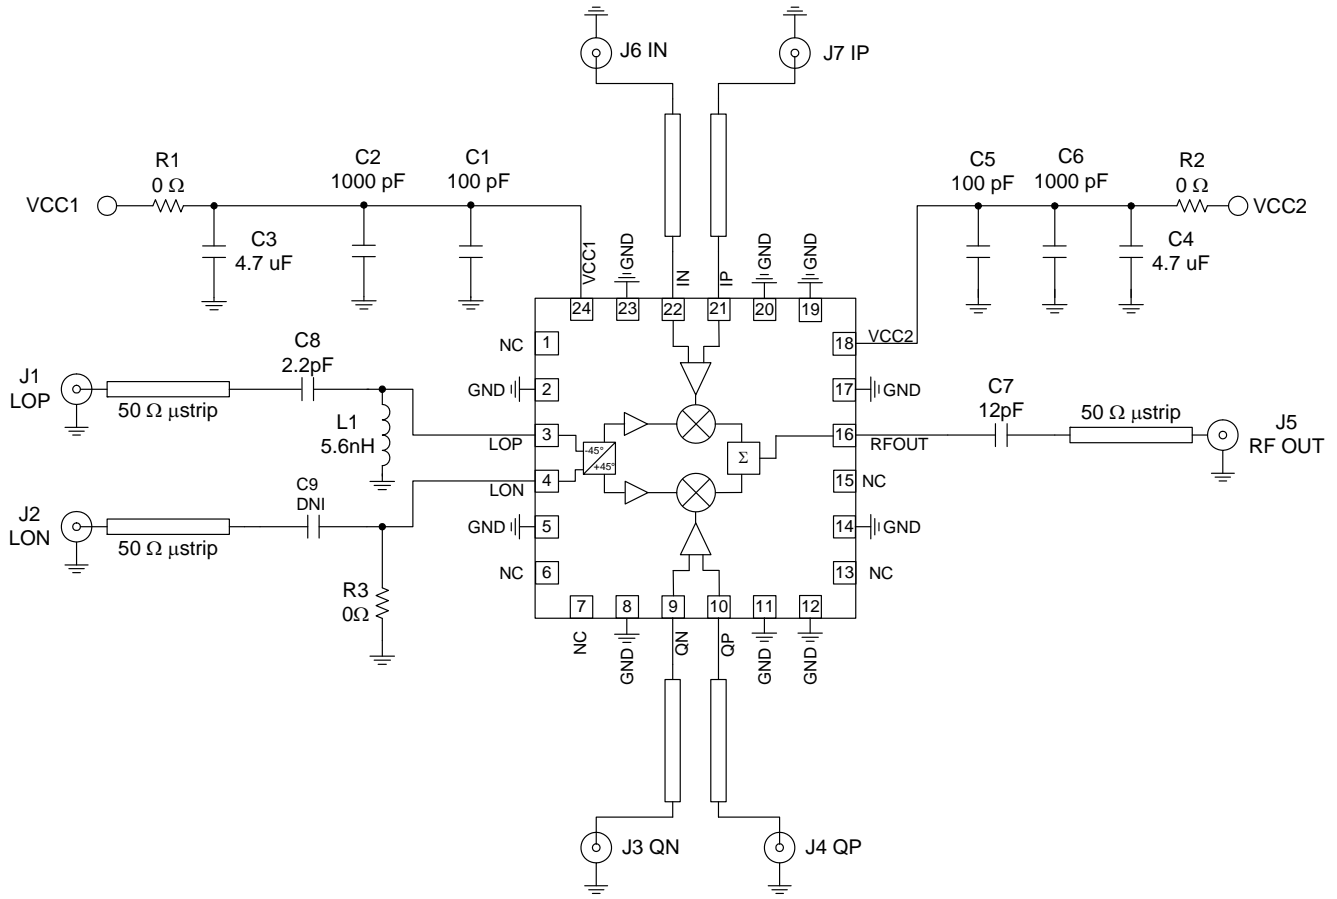 J6 IN
J7 IP
R1
0 Ω
C2
1000 pF
C1
100 pF
C5
100 pF
C6
1000 pF
R2
0 Ω
VCC1
VCC2
C3
4.7 uF
C4
4.7 uF
VCC1
GND
IN
IP
GND
GND
24
23
22
21
20
19
NC
1
18
VCC2
C8
2.2pF
J1
LOP
50 Ω µstrip
L1
5.6nH
GND
2
17
GND
C7
12pF
50 Ω µstrip
J5
RF OUT
3
LOP
-45°
+45°
Σ
16
RFOUT
4
LON
15
NC
C9
DNI
J2
LON
50 Ω µstrip
GND
5
14
GND
NC
6
13
NC
R3
0Ω
7
8
9
10
11
12
NC
GND
QN
QP
GND
GND
J3 QN
J4 QP